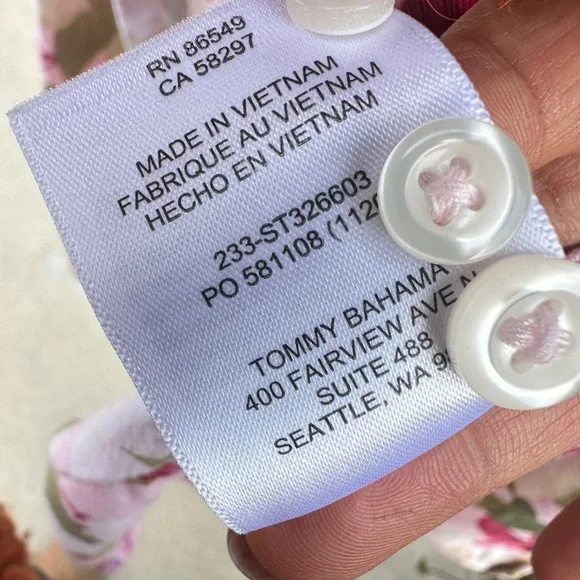 RN 86549
CA 58297
MADE IN VIETNAM
FABRIQUE AU VIETNAM
HECHO EN VIETNAM
233-ST326603
PO 581108
TOMMY BAHAMA
400 FAIRVIEW AVE
SUITE 488
SEATTLE, WA